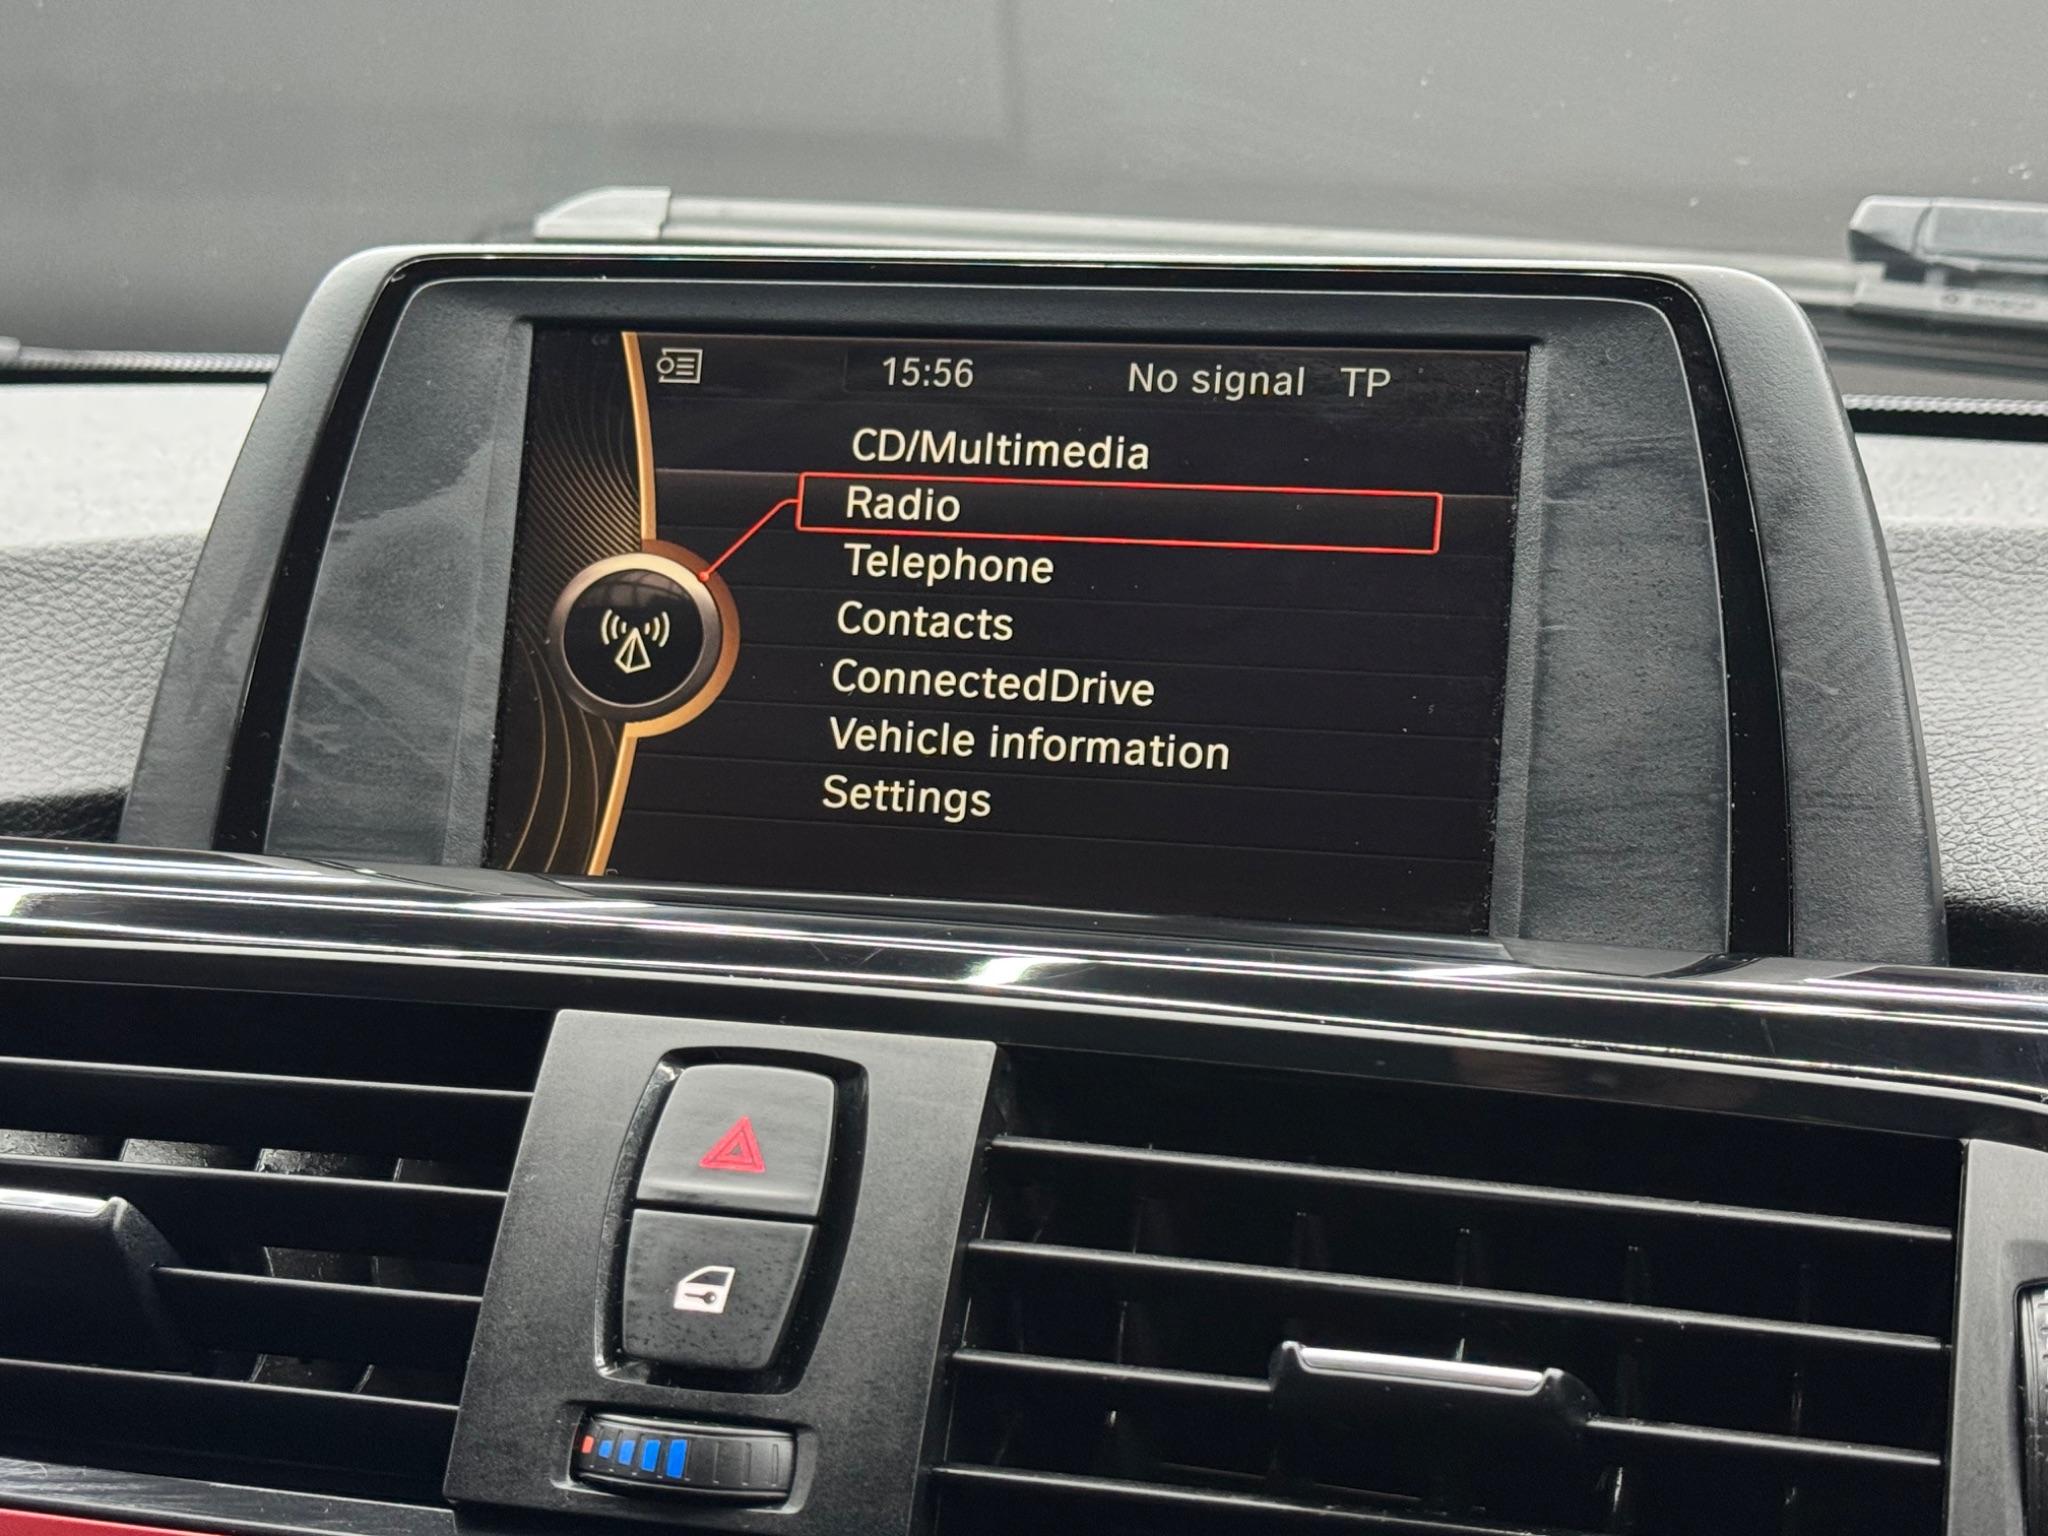 15:56 No signal TP
CD/Multimedia
Radio
Telephone
Contacts
ConnectedDrive
Vehicle information
Settings